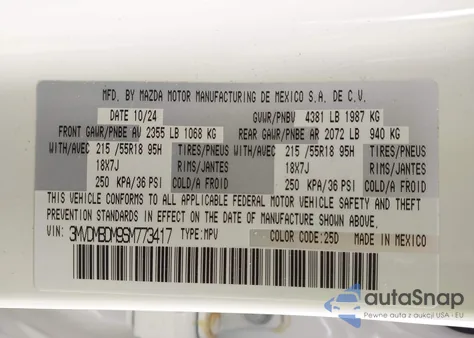 MFD. BY MAZDA MOTOR MANUFACTURING DE MEXICO S.A. DE C.V.
DATE 10/24 GVWR/PNBV 4381 LB 1987 KG
FRONT GAWR/PNBE AV 2355 LB 1068 KG REAR GAWR/PNBE AR 2072 LB 940 KG
WITH/AVEC 215 /55R18 95H TIRES/PNEUS WITH/AVEC 215 /55R18 95H TIRES/PNEUS
18X7J RIMS/JANTES 18X7J RIMS/JANTES
250 KPA/36 PSI COLD/A FROID 250 KPA/36 PSI COLD/A FROID
THIS VEHICLE CONFORMS TO ALL APPLICABLE FEDERAL MOTOR VEHICLE SAFETY AND THEFT
PREVENTION STANDARDS IN EFFECT ON THE DATE OF MANUFACTURE SHOWN ABOVE.
VIN: 3MVDMBDM9SM773417 TYPE: MPV COLOR CODE: 25D MADE IN MEXICO
autoSnap
Pewne auta z aukcji USA - EU